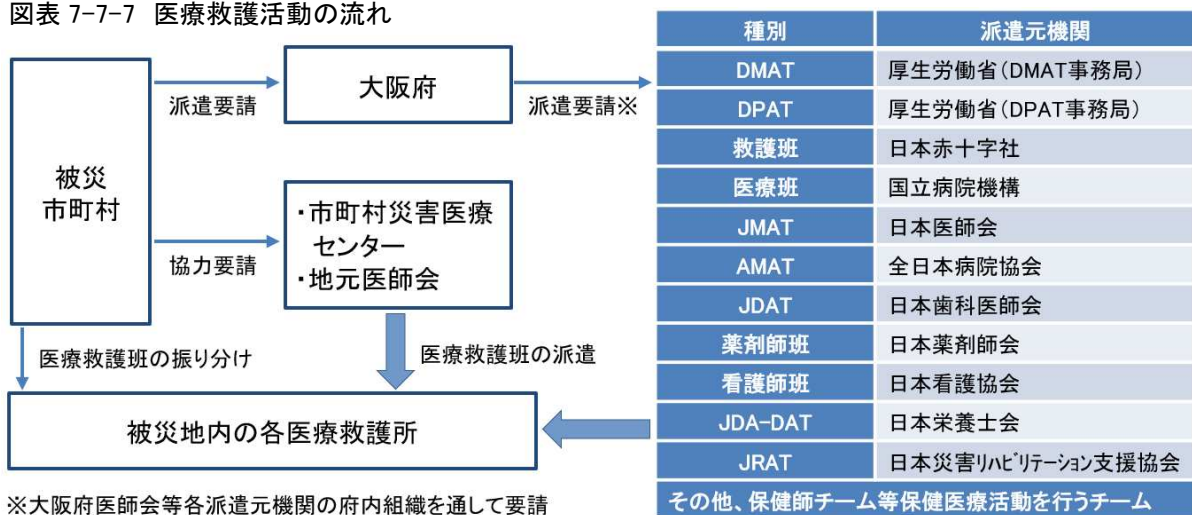 図表 7-7-7 医療救護活動の流れ
被災
市町村
派遣要請
大阪府
派遣要請※
協力要請
・市町村災害医療
センター
・地元医師会
医療救護班の振り分け
医療救護班の派遣
被災地内の各医療救護所
※大阪府医師会等各派遣元機関の府内組織を通して要請
種別 派遣元機関
DMAT 厚生労働省(DMAT事務局)
DPAT 厚生労働省(DPAT事務局)
救護班 日本赤十字社
医療班 国立病院機構
JMAT 日本医師会
AMAT 全日本病院協会
JDAT 日本歯科医師会
薬剤師班 日本薬剤師会
看護師班 日本看護協会
JDA-DAT 日本栄養士会
JRAT 日本災害ﾘﾊﾋﾞﾘﾃｰｼｮﾝ支援協会
その他、保健師チーム等保健医療活動を行うチーム